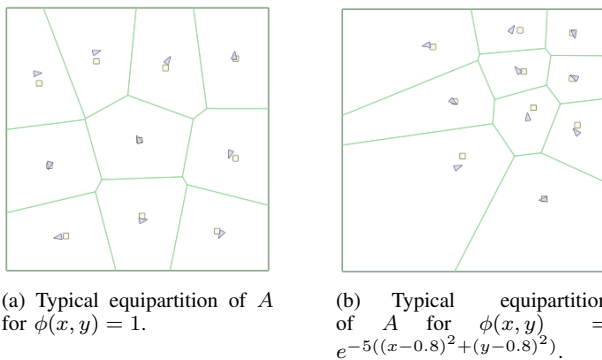 (a) Typical equipartition of A
for ϕ(x, y) = 1.
(b) Typical equipartition
of A for ϕ(x, y) =
e^{-5((x-0.8)^2+(y-0.8)^2)}.